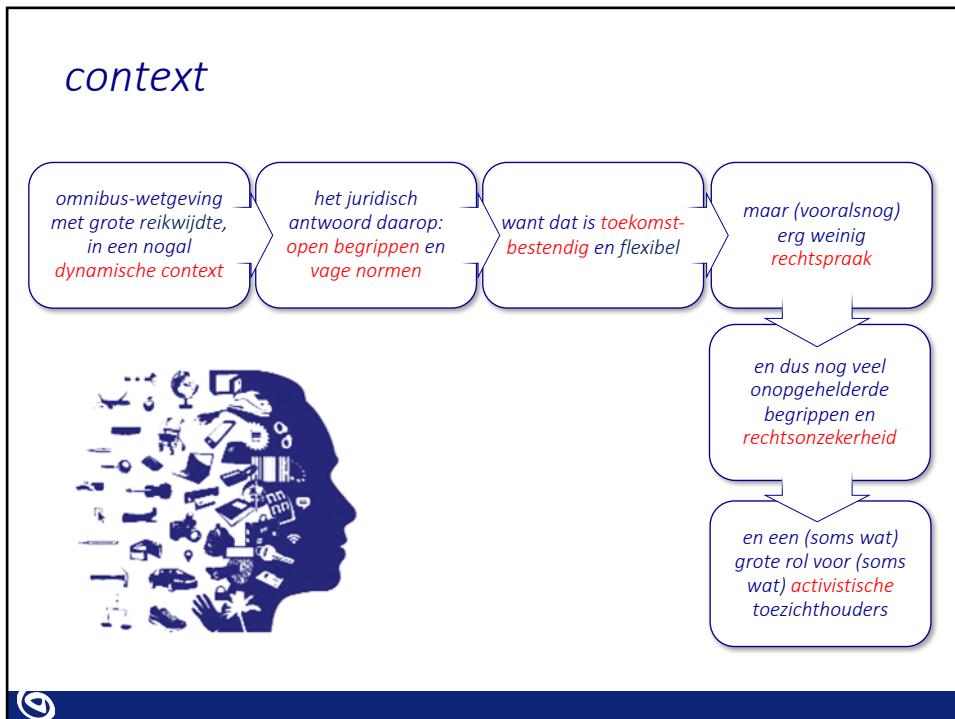 context
omnibus-wetgeving
met grote reikwijdte,
in een nogal
dynamische context
het juridisch
antwoord daarop:
open begrippen en
vage normen
want dat is toekomst-
bestendig en flexibel
maar (vooralsnog)
erg weinig
rechtspraak
en dus nog veel
onopgehelderde
begrippen en
rechtsonzekerheid
en een (soms wat)
grote rol voor (soms
wat) activistische
toezichthouders